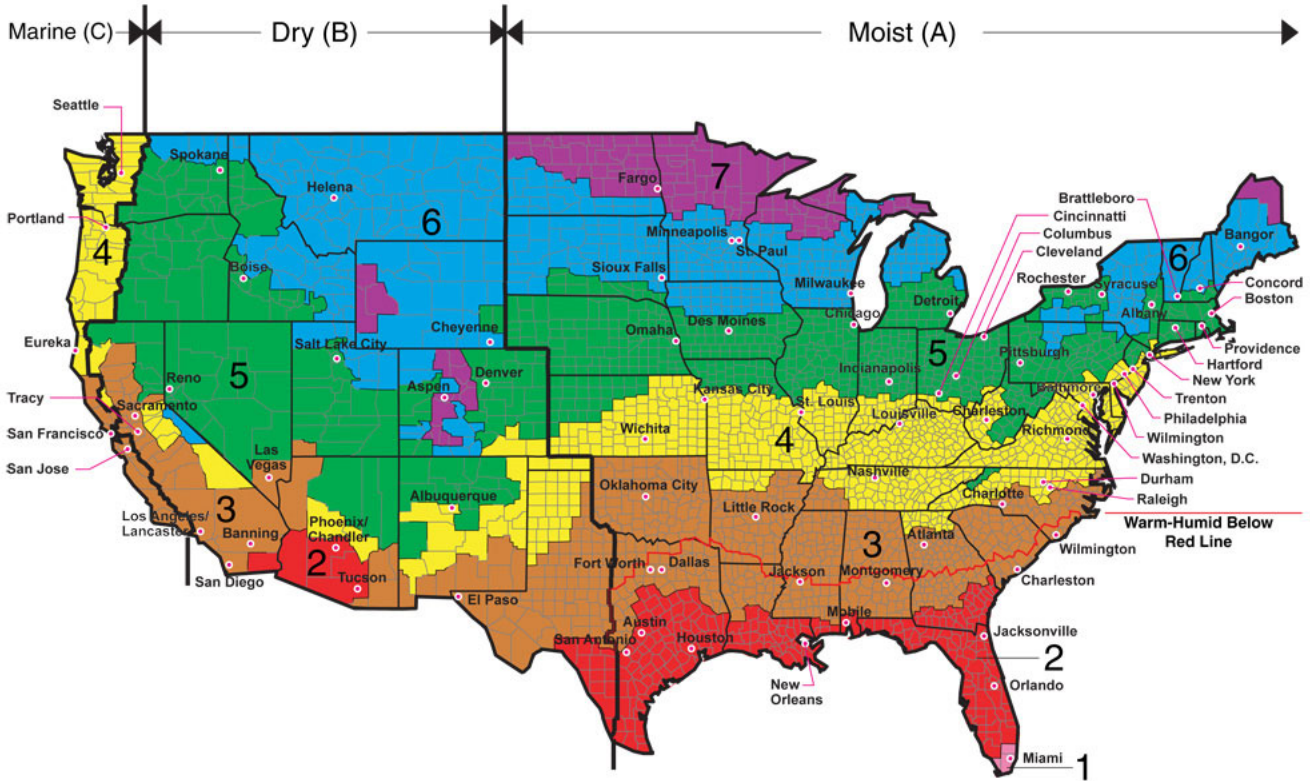 Marine (C)
Dry (B)
Moist (A)
Seattle
Spokane
Helena
6
Fargo
7
Portland
4
Boise
Minneapolis
St. Paul
Sioux Falls
Milwaukee
Brattleboro
Cincinnatti
Columbus
Cleveland
Rochester
Syracuse
Albany
6
Bangor
Concord
Boston
Providence
Hartford
New York
Trenton
Philadelphia
Wilmington
Washington, D.C.
Durham
Raleigh
Warm-Humid Below
Red Line
Eureka
Tracy
San Francisco
San Jose
Sacramento
Reno
5
Salt Lake City
Cheyenne
Aspen
Denver
Omaha
Des Moines
Chicago
Detroit
Indianapolis
5
Pittsburgh
Baltimore
Kansas City
St. Louis
Louisville
Charleston
Richmond
Wichita
4
Nashville
Charlotte
Las
Vegas
3
Los Angeles/
Lancaster
Banning
San Diego
Phoenix/
Chandler
2
Tucson
Albuquerque
El Paso
Oklahoma City
Little Rock
Atlanta
3
Fort Worth
Dallas
Jackson
Montgomery
Wilmington
Charleston
Austin
San Antonio
Houston
Mobile
New
Orleans
Jacksonville
2
Orlando
Miami
1